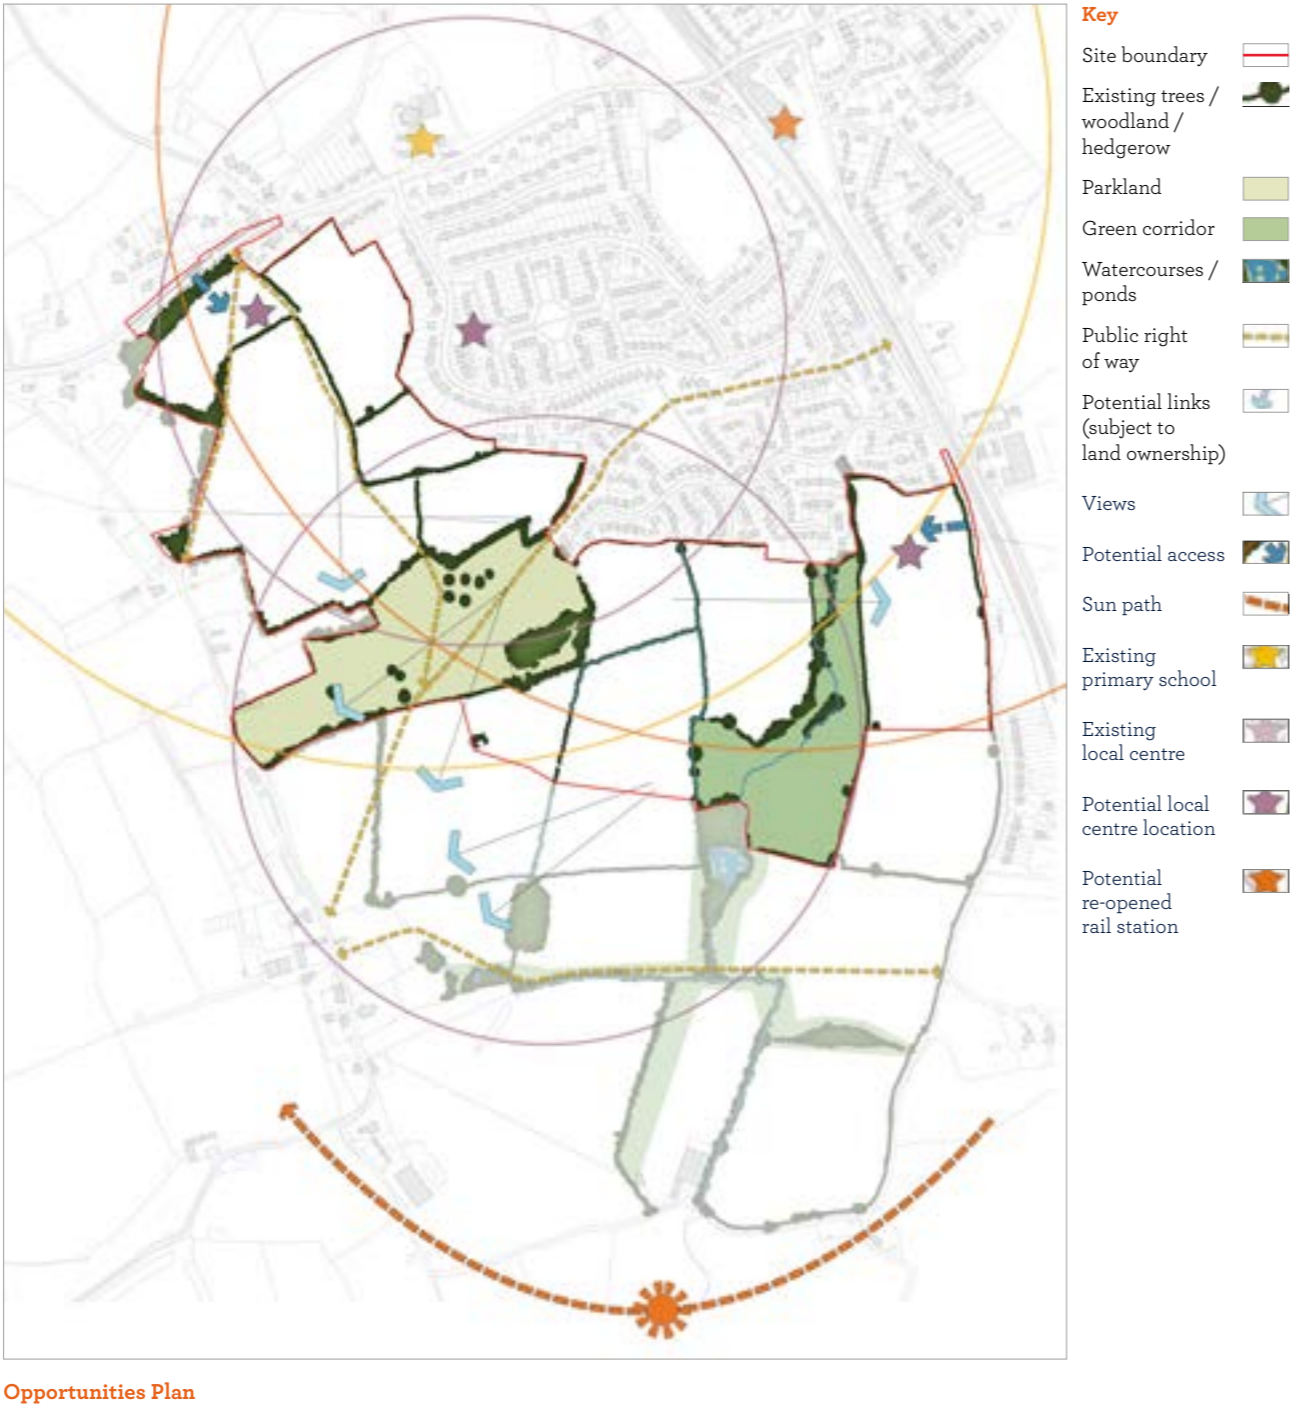 Key
Site boundary
Existing trees /
woodland /
hedgerow
Parkland
Green corridor
Watercourses /
ponds
Public right
of way
Potential links
(subject to
land ownership)
Views
Potential access
Sun path
Existing
primary school
Existing
local centre
Potential local
centre location
Potential
re-opened
rail station
Opportunities Plan